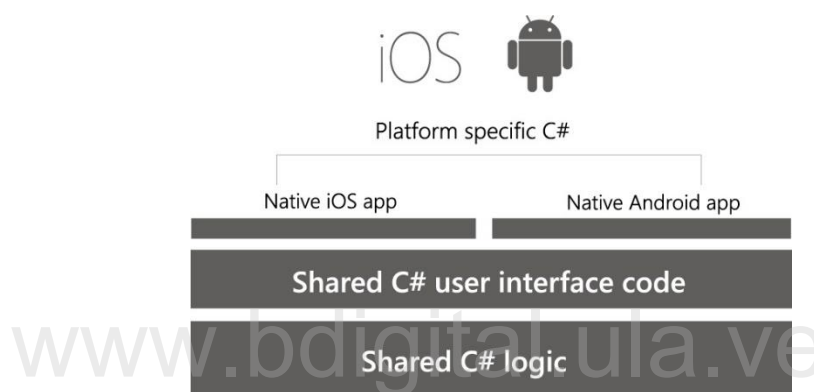 iOS
Platform specific C#
Native iOS app
Native Android app
Shared C# user interface code
Shared C# logic
www.bdigital.ula.ve